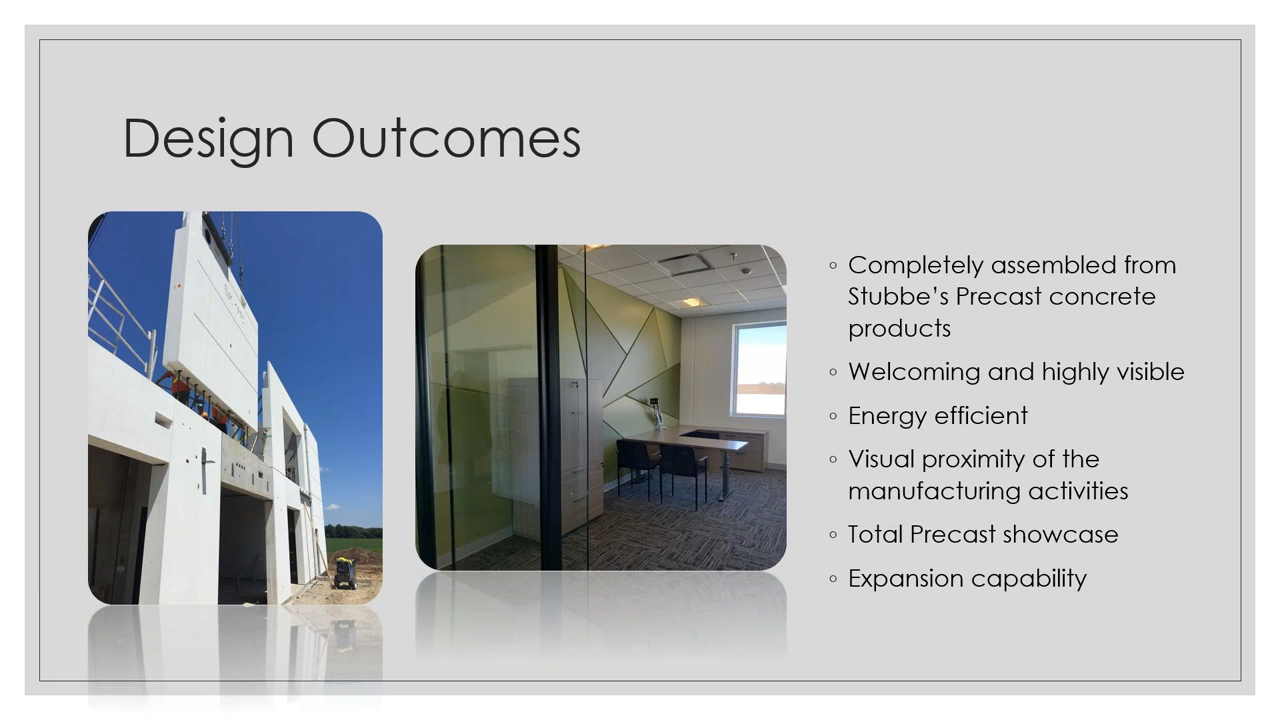 Design Outcomes
◦ Completely assembled from
Stubbe’s Precast concrete
products
◦ Welcoming and highly visible
◦ Energy efficient
◦ Visual proximity of the
manufacturing activities
◦ Total Precast showcase
◦ Expansion capability